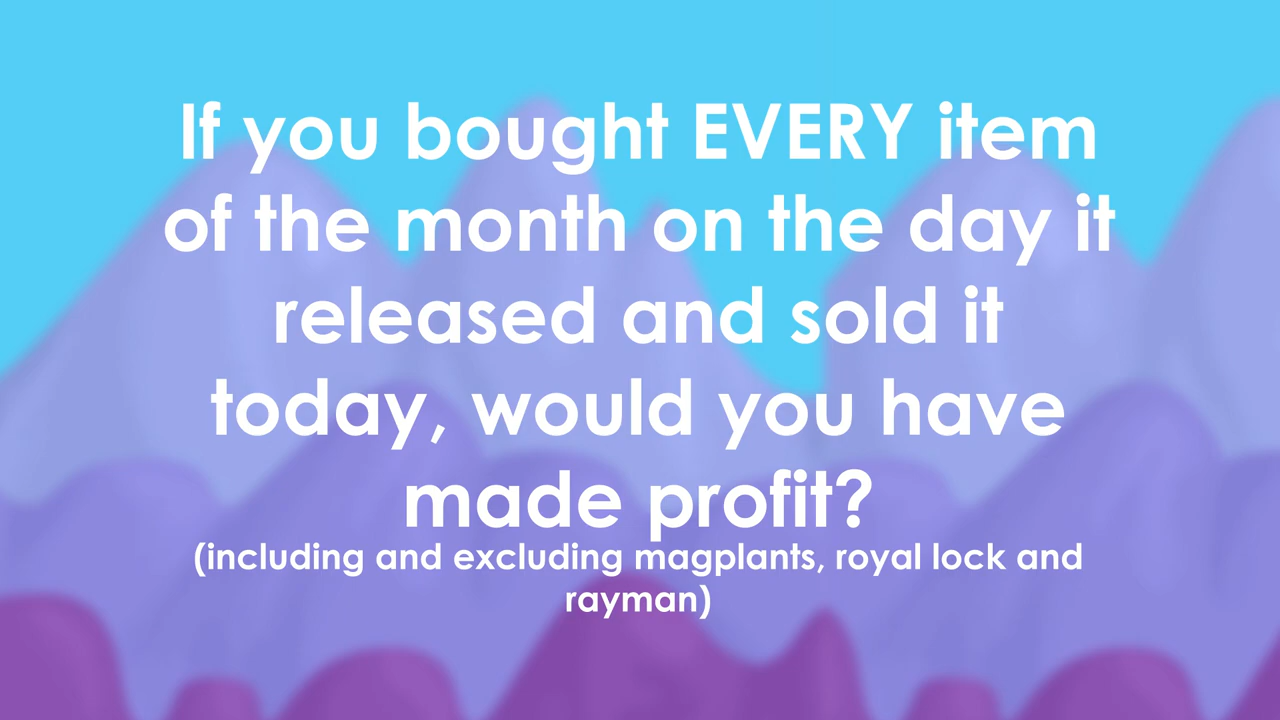 If you bought EVERY item
of the month on the day it
released and sold it
today, would you have
made profit?
(including and excluding magplants, royal lock and
rayman)